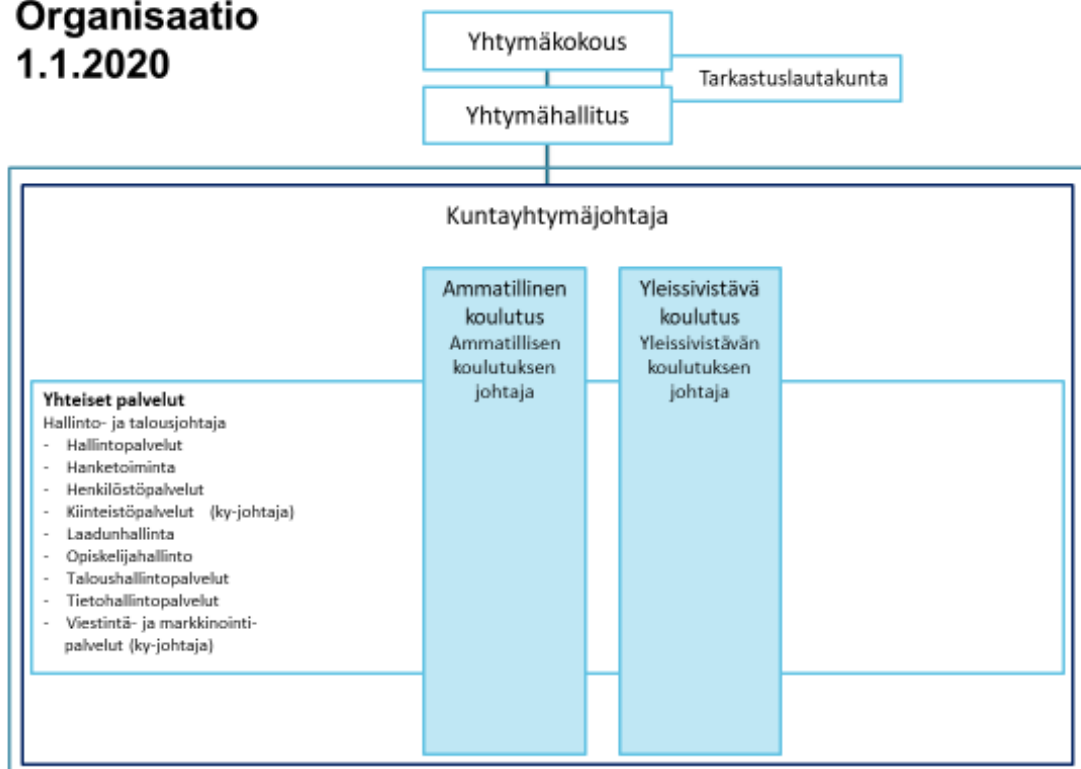 Organisaatio
1.1.2020
Yhtymäkokous
Tarkastuslautakunta
Yhtymähallitus
Kuntayhtymäjohtaja
Ammatillinen
koulutus
Ammatillisen
koulutuksen
johtaja
Yleissivistävä
koulutus
Yleissivistävän
koulutuksen
johtaja
Yhteiset palvelut
Hallinto- ja talousjohtaja
- Hallintopalvelut
- Hanketoiminta
- Henkilöstöpalvelut
- Kiinteistöpalvelut (ky-johtaja)
- Laadunhallinta
- Opiskelijahallinto
- Taloushallintopalvelut
- Tietohallintopalvelut
- Viestintä- ja markkinointi-
palvelut (ky-johtaja)